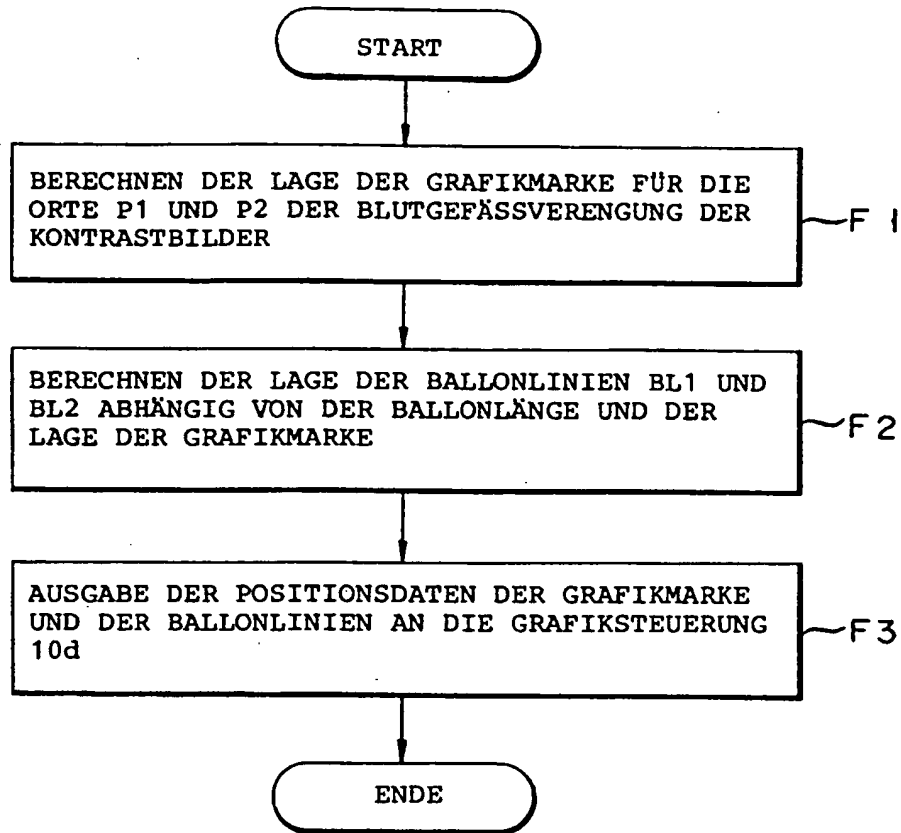 START
BERECHNEN DER LAGE DER GRAFIKMARKE FÜR DIE
ORTE P1 UND P2 DER BLUTGEFÄSSVERENGUNG DER
KONTRASTBILDER
F 1
BERECHNEN DER LAGE DER BALLONLINIEN BL1 UND
BL2 ABHÄNGIG VON DER BALLONLÄNGE UND DER
LAGE DER GRAFIKMARKE
F 2
AUSGABE DER POSITIONSDATEN DER GRAFIKMARKE
UND DER BALLONLINIEN AN DIE GRAFIKSTEUERUNG
10d
F 3
ENDE